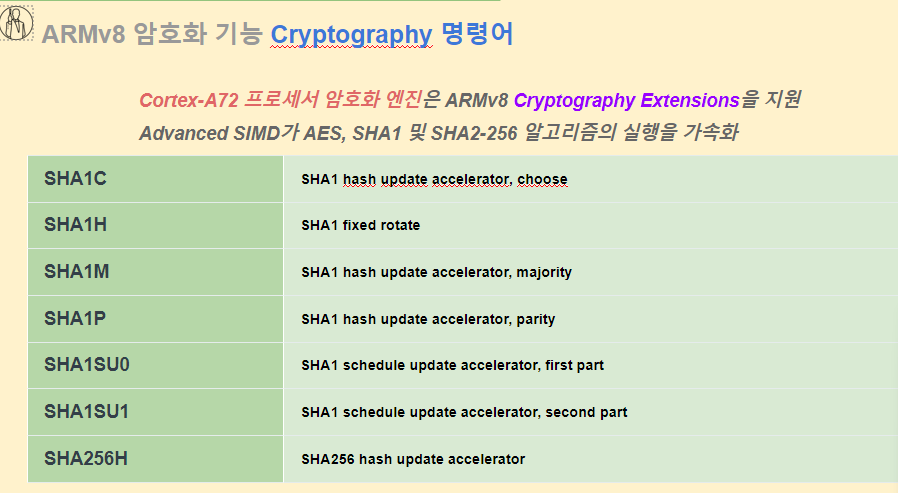 ARMv8 암호화 기능 Cryptography 명령어
Cortex-A72 프로세서 암호화 엔진은 ARMv8 Cryptography Extensions을 지원
Advanced SIMD가 AES, SHA1 및 SHA2-256 알고리즘의 실행을 가속화
SHA1C SHA1 hash update accelerator, choose
SHA1H SHA1 fixed rotate
SHA1M SHA1 hash update accelerator, majority
SHA1P SHA1 hash update accelerator, parity
SHA1SU0 SHA1 schedule update accelerator, first part
SHA1SU1 SHA1 schedule update accelerator, second part
SHA256H SHA256 hash update accelerator